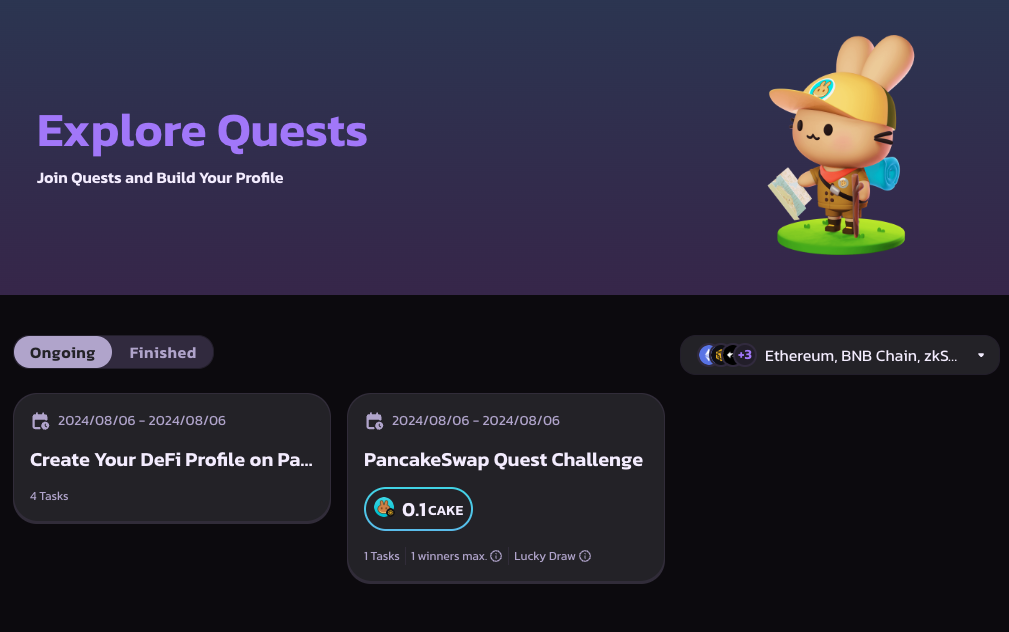 Explore Quests
Join Quests and Build Your Profile
Ongoing
Finished
+3
Ethereum, BNB Chain, zkS...
2024/08/06 - 2024/08/06
Create Your DeFi Profile on Pa...
4 Tasks
2024/08/06 - 2024/08/06
PancakeSwap Quest Challenge
0.1 CAKE
1 Tasks
1 winners max.
Lucky Draw